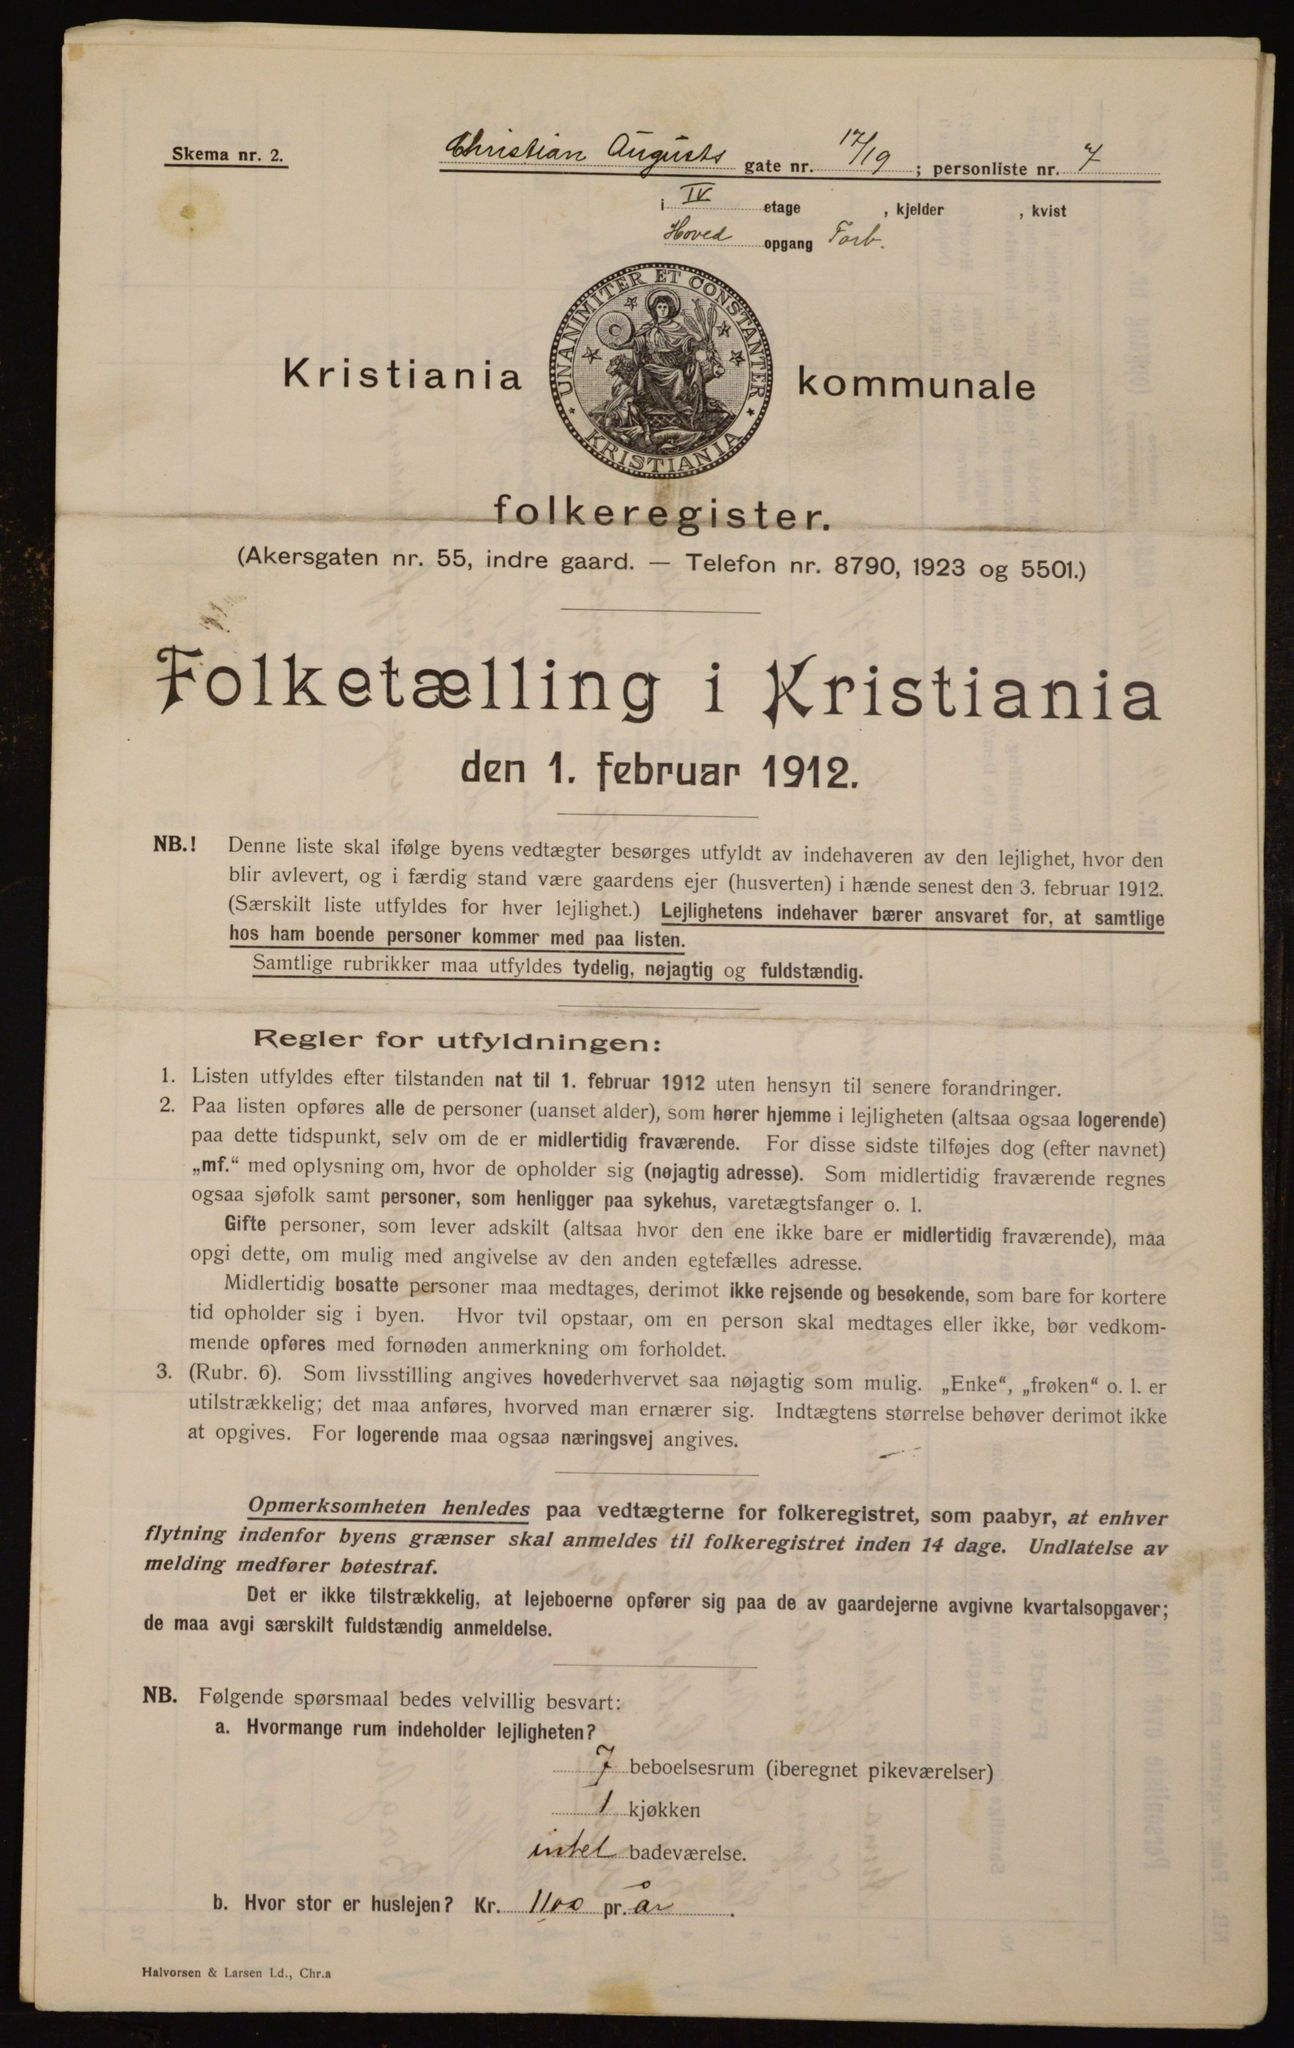 Skema nr. 2.
Christian Augusts gate nr. 17/19; personliste nr. 7
i IV etage , kjelder , kvist
Hoved opgang Forb.
UNANIMITER ET CONSTANTER
KRISTIANIA
Kristiania kommunale
folkeregister.
(Akersgaten nr. 55, indre gaard. — Telefon nr. 8790, 1923 og 5501.)
Folketælling i Kristiania
den 1. februar 1912.
NB.! Denne liste skal ifølge byens vedtægter besørges utfyldt av indehaveren av den lejlighet, hvor den
blir avlevert, og i færdig stand være gaardens ejer (husverten) i hænde senest den 3. februar 1912.
(Særskilt liste utfyldes for hver lejlighet.) Lejlighetens indehaver bærer ansvaret for, at samtlige
hos ham boende personer kommer med paa listen.
Samtlige rubrikker maa utfyldes tydelig, nøjagtig og fuldstændig.
Regler for utfyldningen:
1. Listen utfyldes efter tilstanden nat til 1. februar 1912 uten hensyn til senere forandringer.
2. Paa listen opføres alle de personer (uanset alder), som hører hjemme i lejligheten (altsaa ogsaa logerende)
paa dette tidspunkt, selv om de er midlertidig fraværende. For disse sidste tilføjes dog (efter navnet)
„mf.“ med oplysning om, hvor de opholder sig (nøjagtig adresse). Som midlertidig fraværende regnes
ogsaa sjøfolk samt personer, som henligger paa sykehus, varetægtsfanger o. l.
Gifte personer, som lever adskilt (altsaa hvor den ene ikke bare er midlertidig fraværende), maa
opgi dette, om mulig med angivelse av den anden egtefælles adresse.
Midlertidig bosatte personer maa medtages, derimot ikke rejsende og besøkende, som bare for kortere
tid opholder sig i byen. Hvor tvil opstaar, om en person skal medtages eller ikke, bør vedkom-
mende opføres med fornøden anmerkning om forholdet.
3. (Rubr. 6). Som livsstilling angives hovederhvervet saa nøjagtig som mulig. „Enke“, „frøken“ o. l. er
utilstrækkelig; det maa anføres, hvorved man ernærer sig. Indtægtens størrelse behøver derimot ikke
at opgives. For logerende maa ogsaa næringsvej angives.
Opmerksomheten henledes paa vedtægterne for folkeregistret, som paabyr, at enhver
flytning indenfor byens grænser skal anmeldes til folkeregistret inden 14 dage. Undlatelse av
melding medfører bøtestraf.
Det er ikke tilstrækkelig, at lejeboerne opfører sig paa de av gaardejerne avgivne kvartalsopgaver;
de maa avgi særskilt fuldstændig anmeldelse.
NB. Følgende spørsmaal bedes velvillig besvart:
a. Hvormange rum indeholder lejligheten?
7 beboelsesrum (iberegnet pikeværelser)
1 kjøkken
intet badeværelse.
b. Hvor stor er huslejen? Kr. 1100 pr. år.
Halvorsen & Larsen Ld., Chr.a